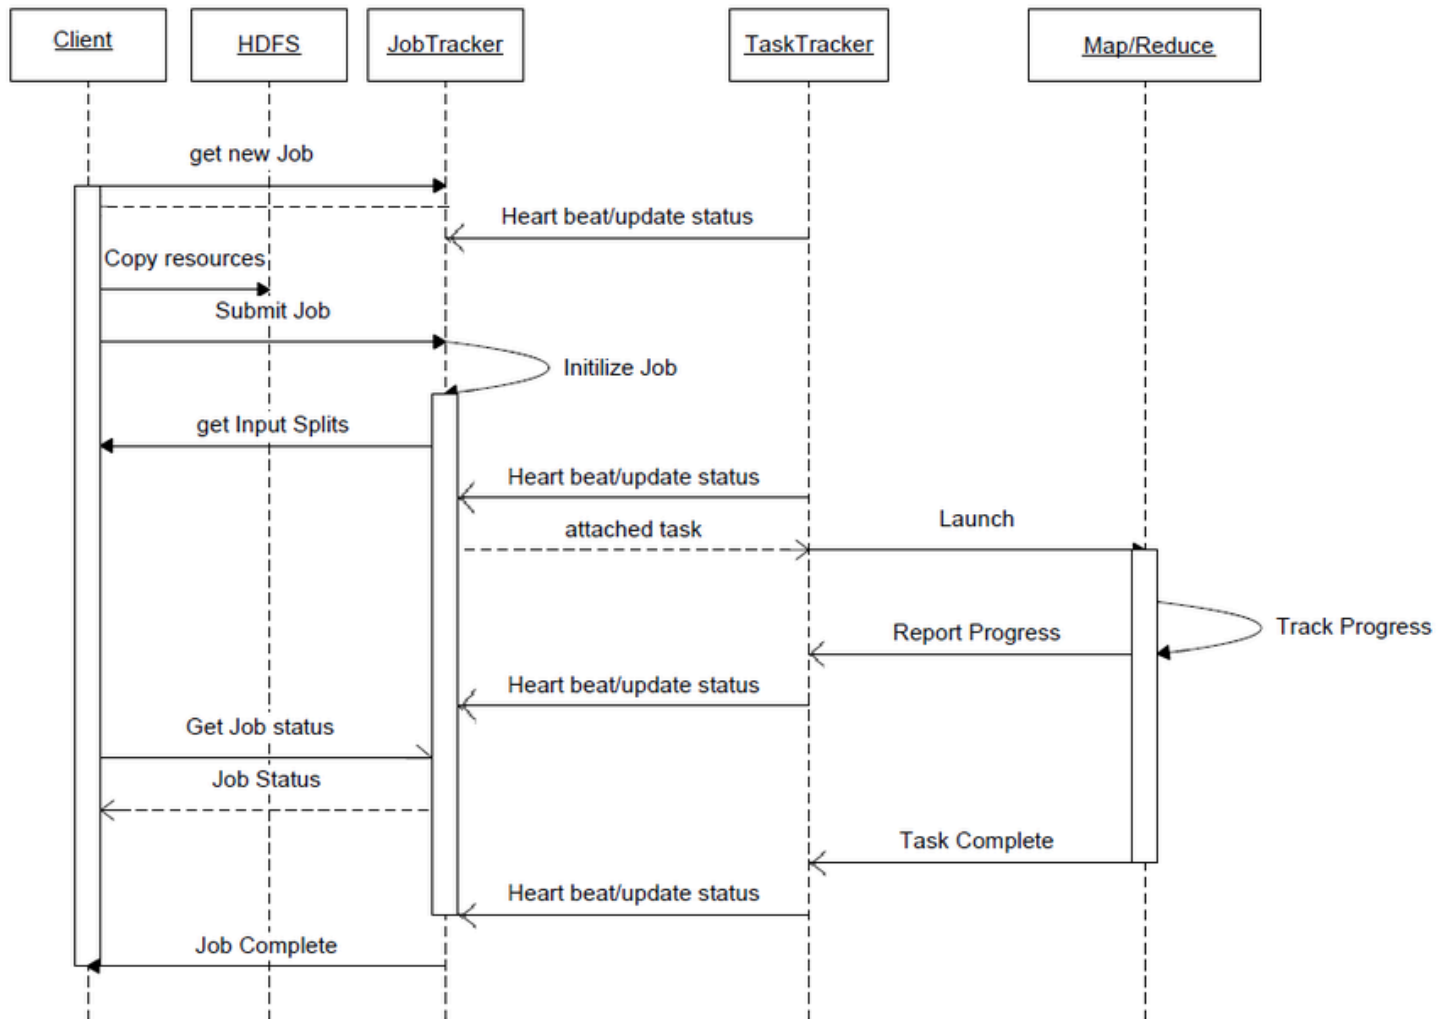 Client
HDFS
JobTracker
TaskTracker
Map/Reduce
get new Job
Heart beat/update status
Copy resources
Submit Job
Initilize Job
get Input Splits
Heart beat/update status
Launch
attached task
Track Progress
Report Progress
Heart beat/update status
Get Job status
Job Status
Task Complete
Heart beat/update status
Job Complete